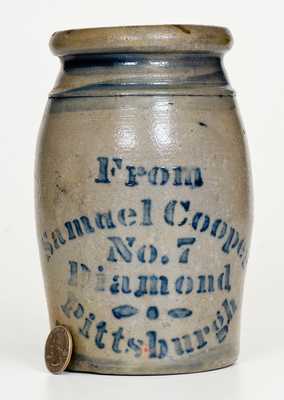 From
Samuel Cooper
No. 7
Diamond
Pittsburgh